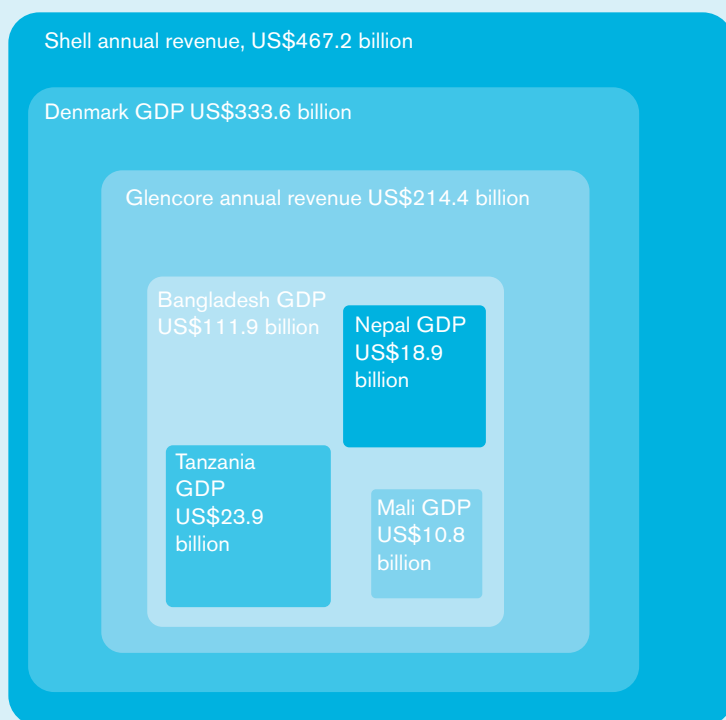 Shell annual revenue, US$467.2 billion
Denmark GDP US$333.6 billion
Glencore annual revenue US$214.4 billion
Bangladesh GDP
US$111.9 billion
Nepal GDP
US$18.9
billion
Tanzania
GDP
US$23.9
billion
Mali GDP
US$10.8
billion